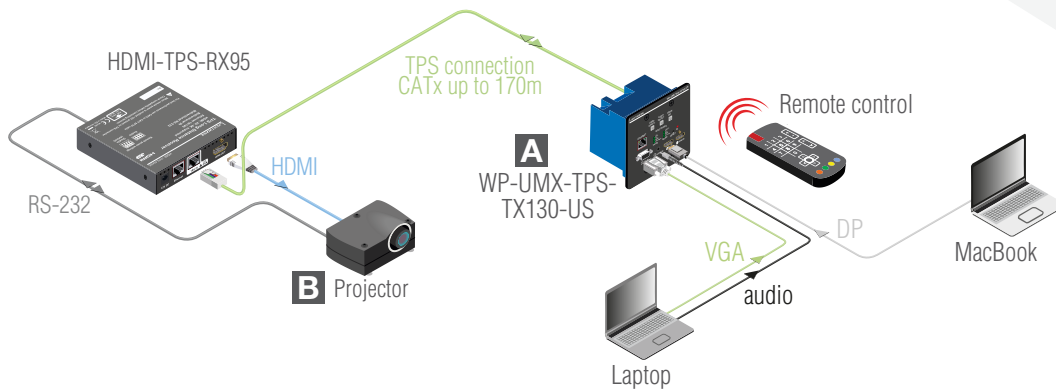 HDMI-TPS-RX95
TPS connection
CATx up to 170m
Remote control
HDMI
A
WP-UMX-TPS-
TX130-US
RS-232
DP
VGA
MacBook
B Projector
audio
Laptop